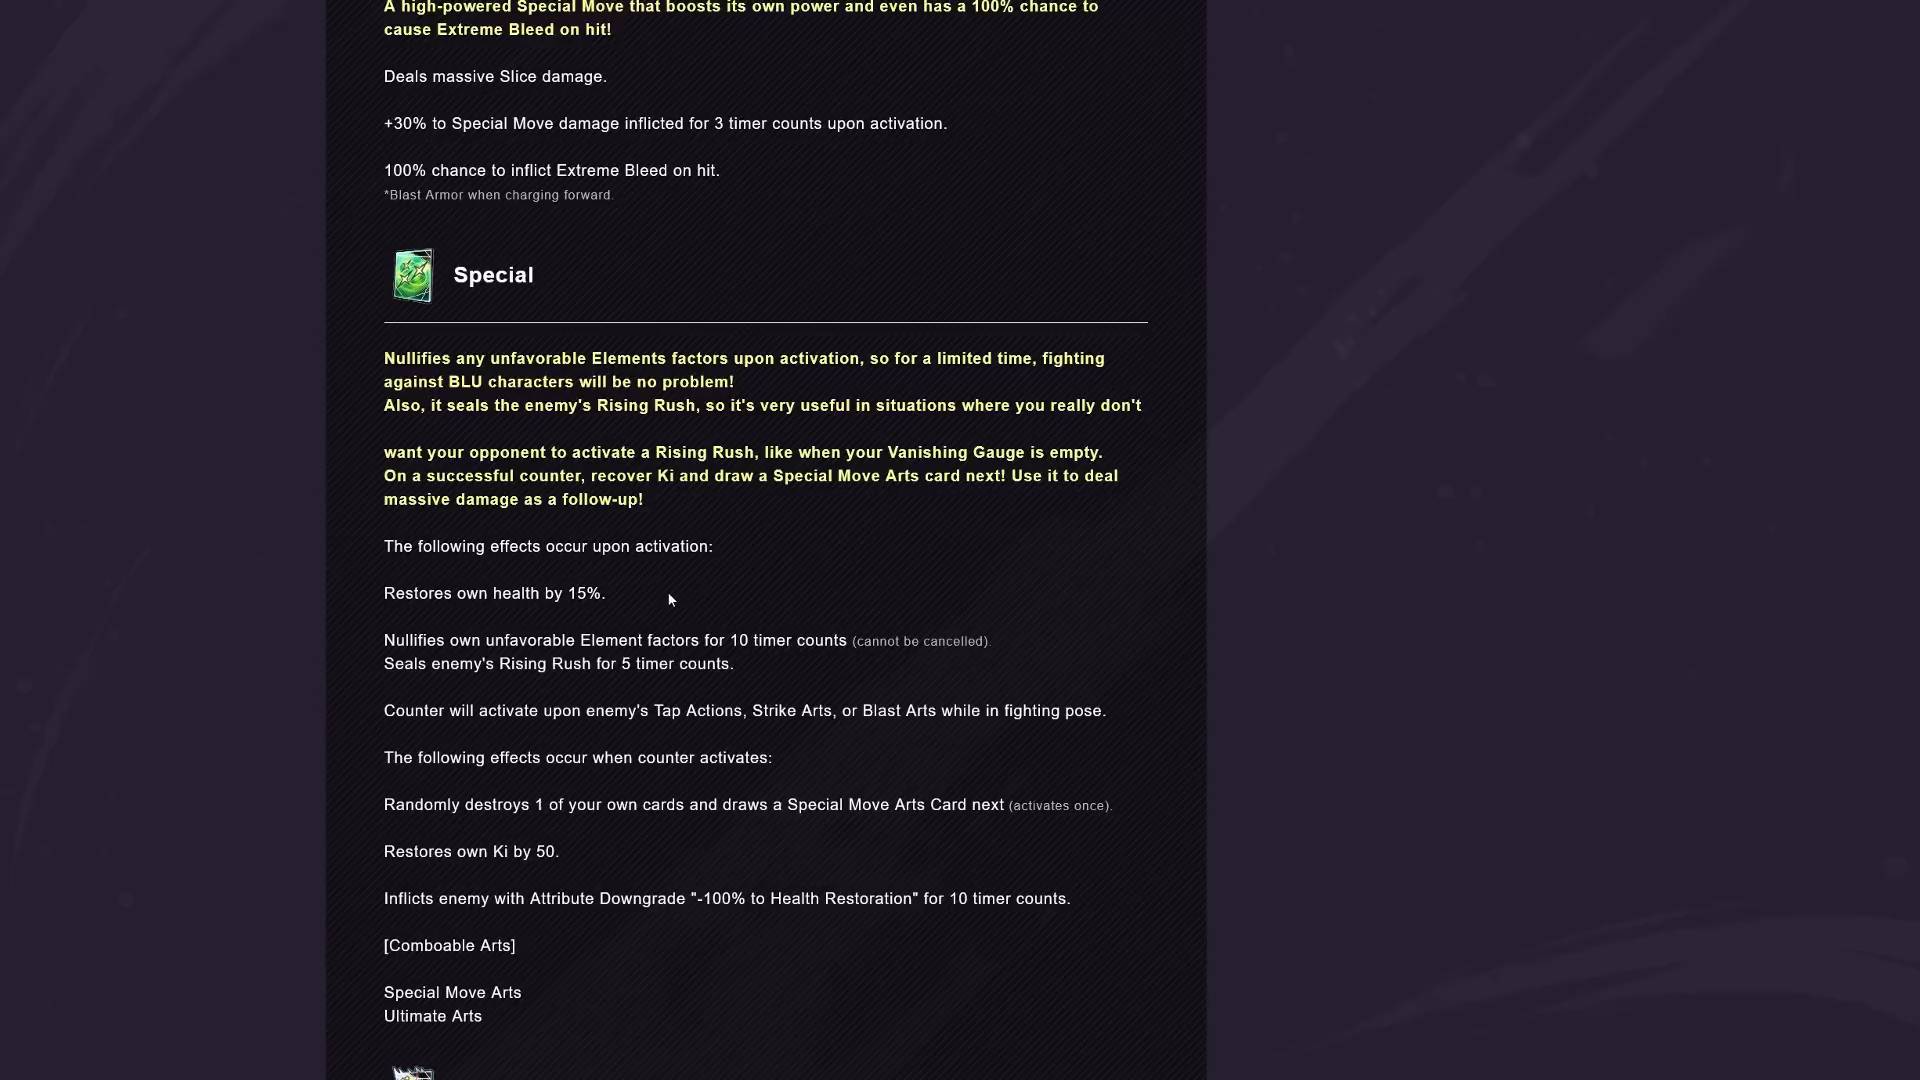 A high-powered Special Move that boosts its own power and even has a 100% chance to
cause Extreme Bleed on hit!
Deals massive Slice damage.
+30% to Special Move damage inflicted for 3 timer counts upon activation.
100% chance to inflict Extreme Bleed on hit.
*Blast Armor when charging forward.
Special
Nullifies any unfavorable Elements factors upon activation, so for a limited time, fighting
against BLU characters will be no problem!
Also, it seals the enemy's Rising Rush, so it's very useful in situations where you really don't
want your opponent to activate a Rising Rush, like when your Vanishing Gauge is empty.
On a successful counter, recover Ki and draw a Special Move Arts card next! Use it to deal
massive damage as a follow-up!
The following effects occur upon activation:
Restores own health by 15%.
Nullifies own unfavorable Element factors for 10 timer counts (cannot be cancelled).
Seals enemy's Rising Rush for 5 timer counts.
Counter will activate upon enemy's Tap Actions, Strike Arts, or Blast Arts while in fighting pose.
The following effects occur when counter activates:
Randomly destroys 1 of your own cards and draws a Special Move Arts Card next (activates once).
Restores own Ki by 50.
Inflicts enemy with Attribute Downgrade "-100% to Health Restoration" for 10 timer counts.
[Comboable Arts]
Special Move Arts
Ultimate Arts